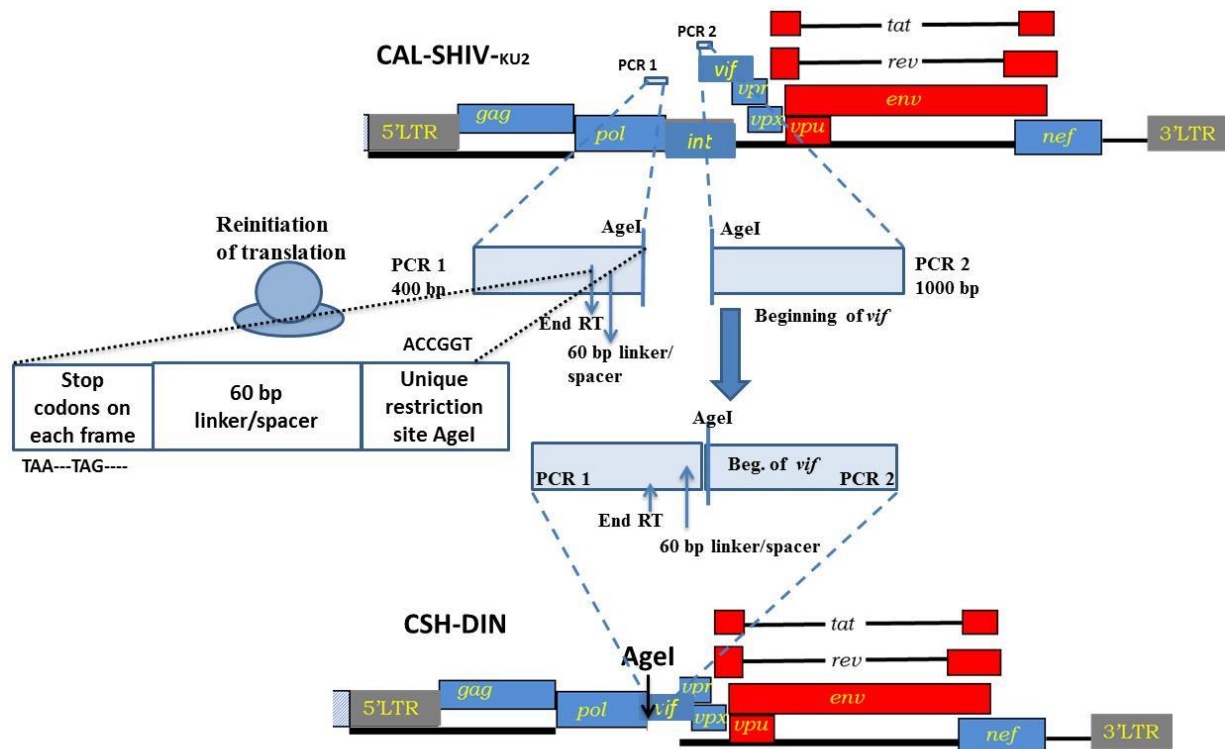 CAL-SHIV-KU2
PCR 1
PCR 2
tat
rev
vif
vpr
env
gag
vpx
vpu
5'LTR
pol
int
nef
3'LTR
Reinitiation
of translation
AgeI
AgeI
PCR 1
400 bp
PCR 2
1000 bp
End RT
Beginning of vif
60 bp linker/
spacer
ACCGGT
Stop
codons on
each frame
60 bp
linker/spacer
Unique
restriction
site AgeI
TAA---TAG----
AgeI
Beg. of vif
PCR 1
PCR 2
End RT
60 bp linker/spacer
CSH-DIN
AgeI
tat
rev
vpr
env
gag
5'LTR
pol
vif
vpx
vpu
nef
3'LTR